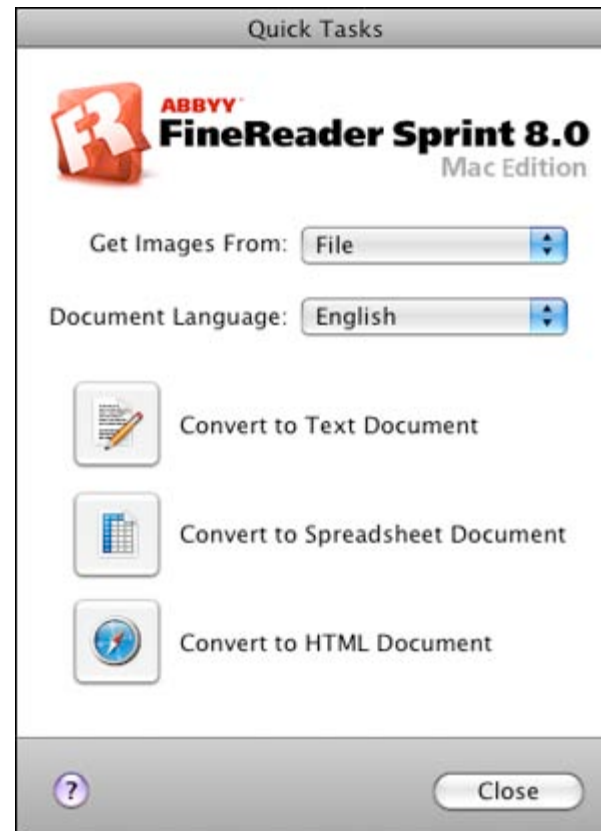 Quick Tasks
ABBYY
FineReader Sprint 8.0
Mac Edition
Get Images From: File
Document Language: English
Convert to Text Document
Convert to Spreadsheet Document
Convert to HTML Document
? Close